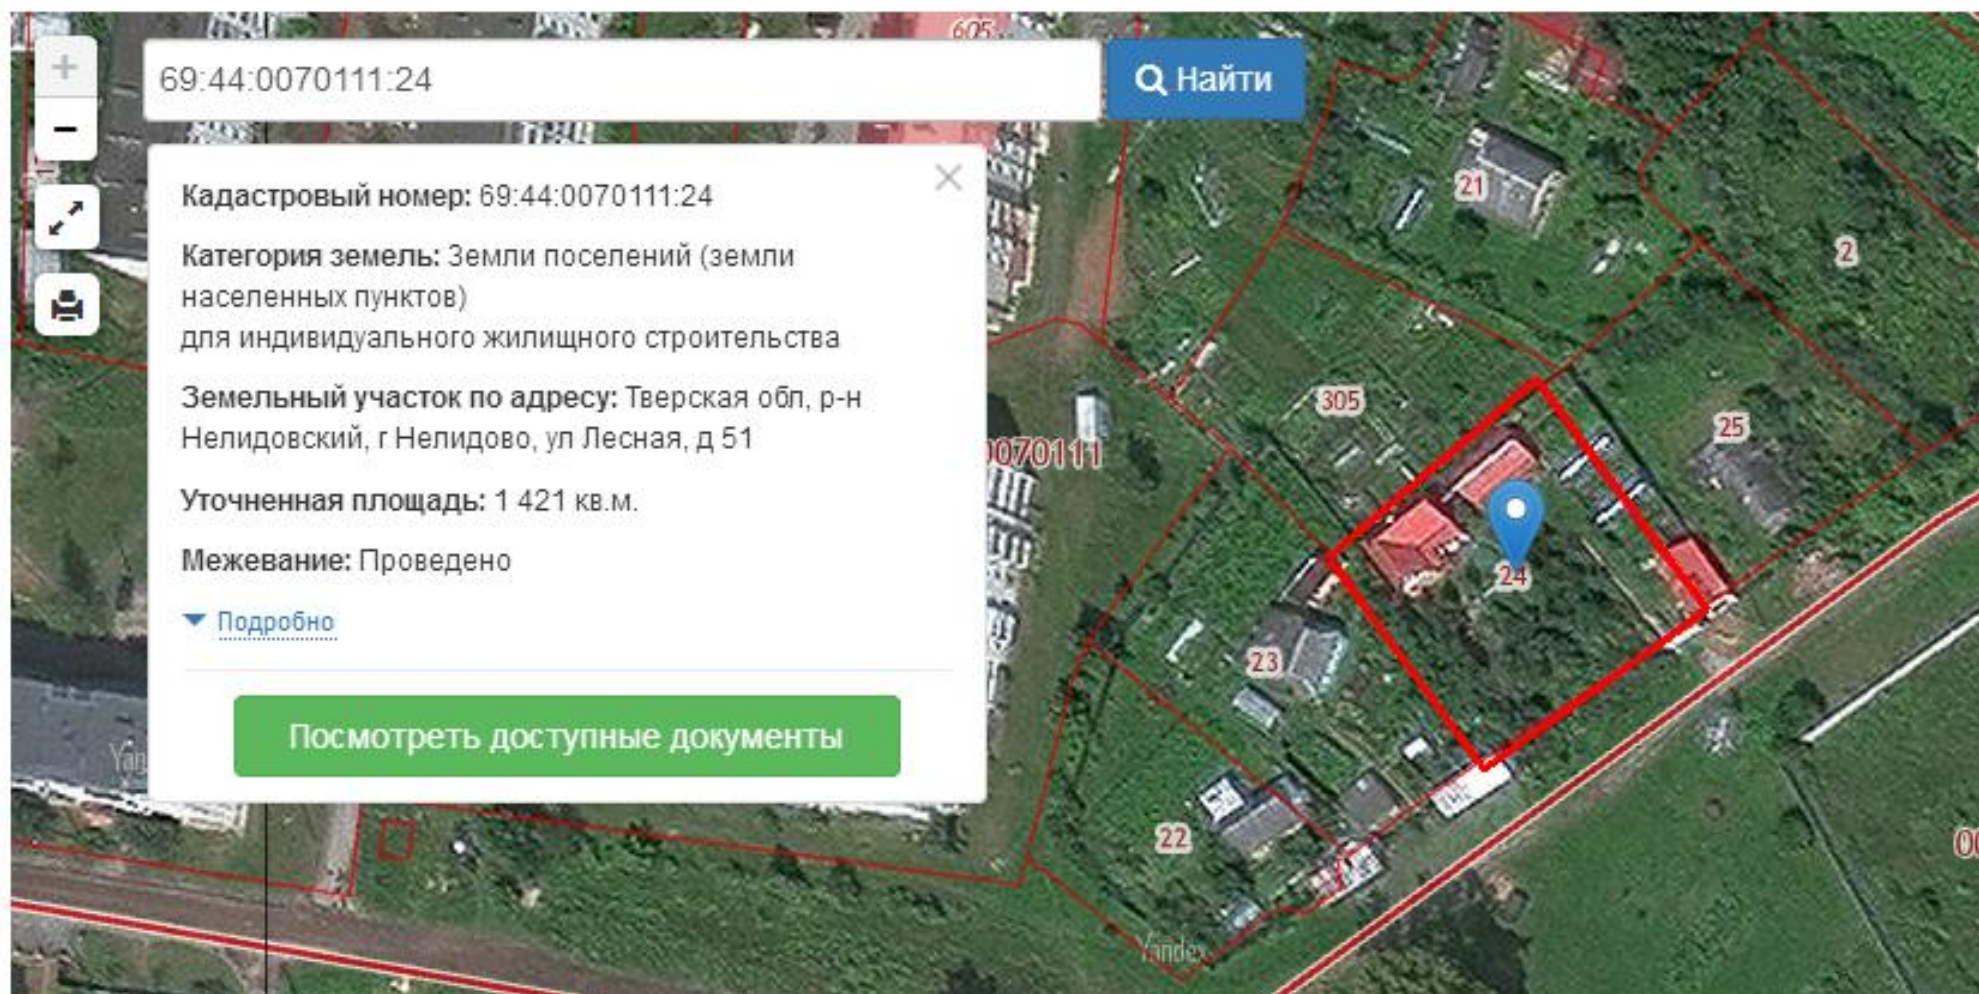 605
69:44:0070111:24
Найти
Кадастровый номер: 69:44:0070111:24
Категория земель: Земли поселений (земли
населенных пунктов)
для индивидуального жилищного строительства
Земельный участок по адресу: Тверская обл, р-н
Нелидовский, г Нелидово, ул Лесная, д 51
Уточненная площадь: 1 421 кв.м.
Межевание: Проведено
Подробно
Посмотреть доступные документы
21
2
305
25
0070111
24
23
22
Yandex